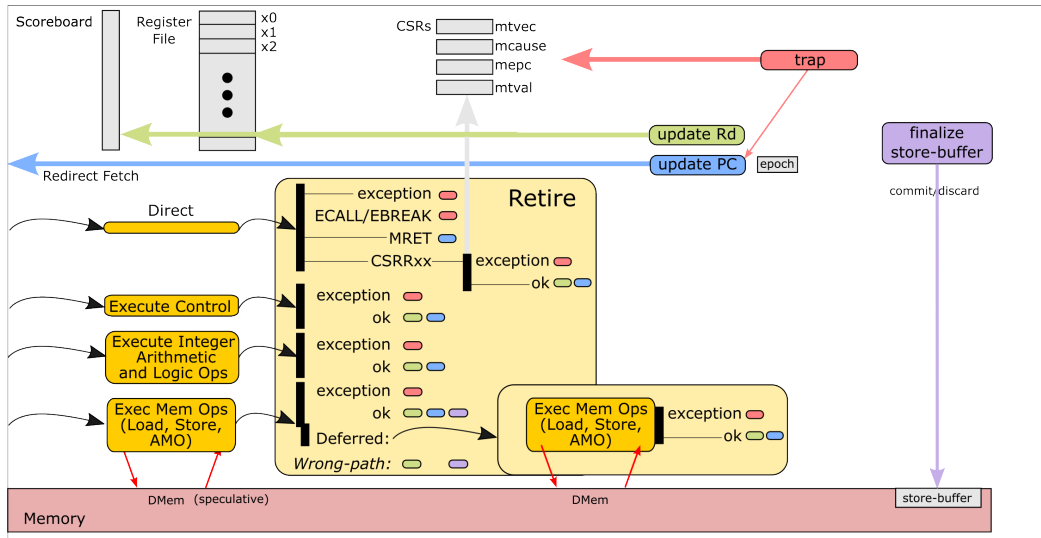 Scoreboard
Register
File
x0
x1
x2
CSRs
mtvec
mcause
mepc
mtval
trap
update Rd
finalize
store-buffer
update PC
epoch
Redirect Fetch
commit/discard
Direct
exception
Retire
ECALL/EBREAK
MRET
CSRRxx
exception
ok
Execute Control
exception
ok
Execute Integer
Arithmetic
and Logic Ops
exception
ok
Exec Mem Ops
(Load, Store,
AMO)
exception
ok
Deferred:
Wrong-path:
Exec Mem Ops
(Load, Store,
AMO)
exception
ok
DMem
(speculative)
DMem
store-buffer
Memory